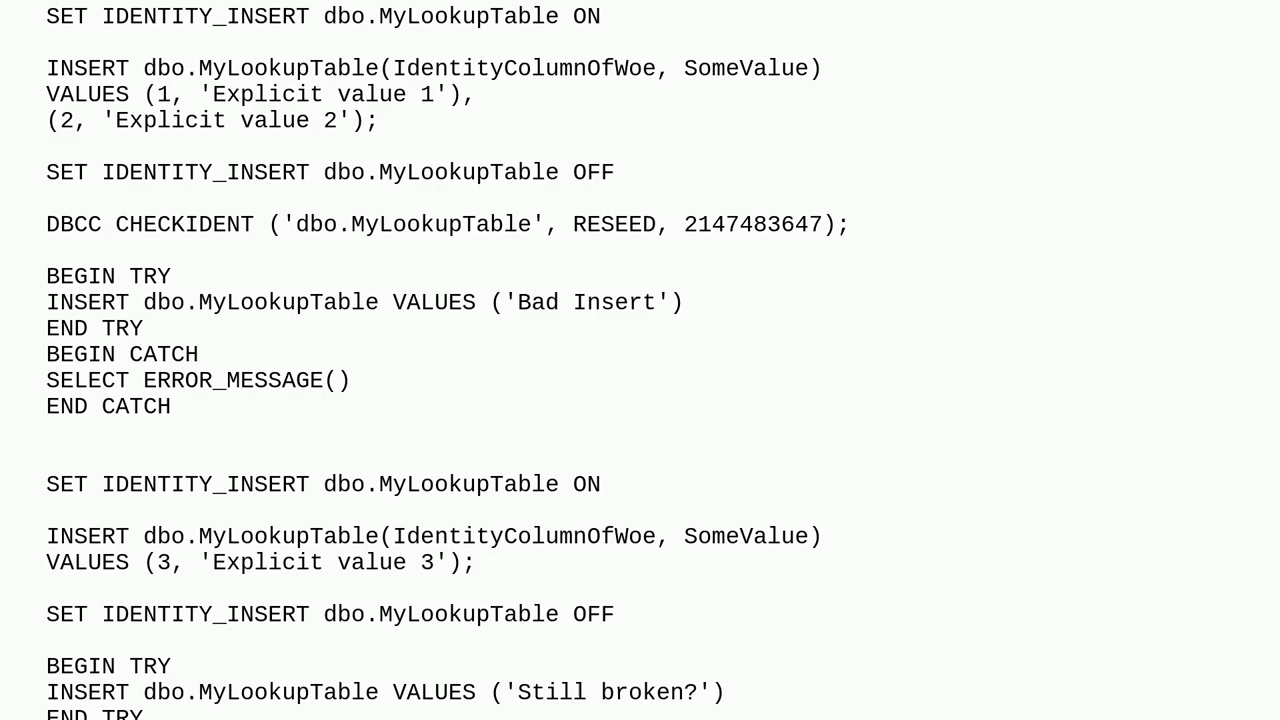 SET IDENTITY_INSERT dbo.MyLookupTable ON
INSERT dbo.MyLookupTable(IdentityColumnOfWoe, SomeValue)
VALUES (1, 'Explicit value 1'),
(2, 'Explicit value 2');
SET IDENTITY_INSERT dbo.MyLookupTable OFF
DBCC CHECKIDENT ('dbo.MyLookupTable', RESEED, 2147483647);
BEGIN TRY
INSERT dbo.MyLookupTable VALUES ('Bad Insert')
END TRY
BEGIN CATCH
SELECT ERROR_MESSAGE()
END CATCH
SET IDENTITY_INSERT dbo.MyLookupTable ON
INSERT dbo.MyLookupTable(IdentityColumnOfWoe, SomeValue)
VALUES (3, 'Explicit value 3');
SET IDENTITY_INSERT dbo.MyLookupTable OFF
BEGIN TRY
INSERT dbo.MyLookupTable VALUES ('Still broken?')
END TRY